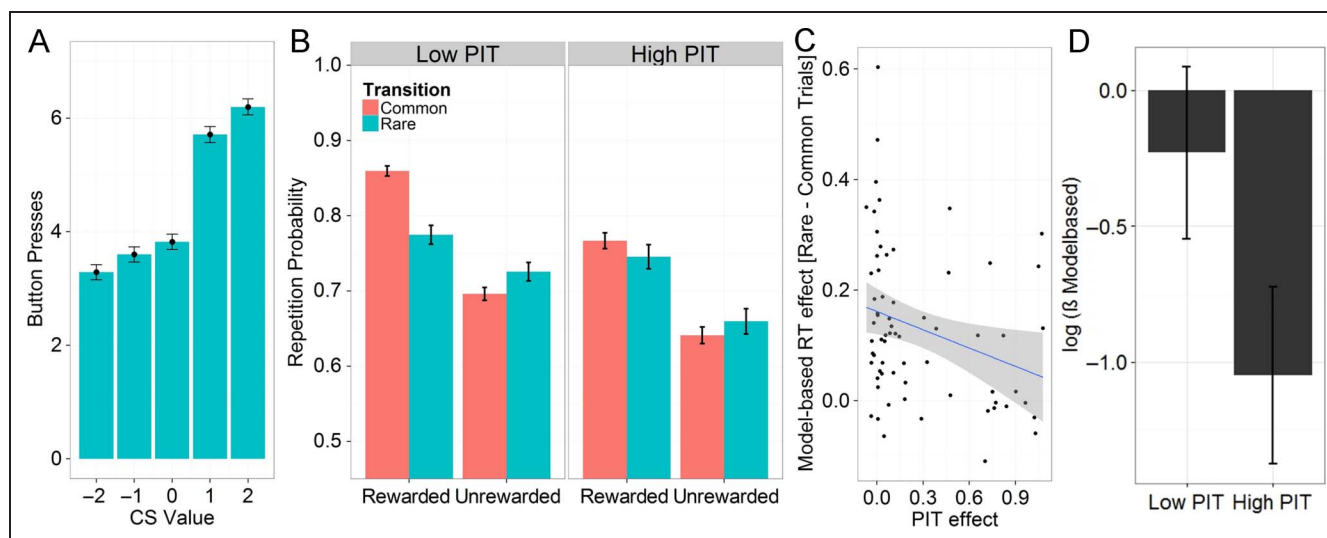 A
Button Presses
6
4
2
0
−2 −1 0 1 2
CS Value
B
Low PIT High PIT
Repetition Probability
1.0
0.9
0.8
0.7
0.6
0.5
Transition
Common
Rare
Rewarded Unrewarded Rewarded Unrewarded
C
Model-based RT effect [Rare - Common Trials]
0.6
0.4
0.2
0.0
0.0 0.3 0.6 0.9
PIT effect
D
log (ß Modelbased)
0.0
−0.5
−1.0
Low PIT High PIT